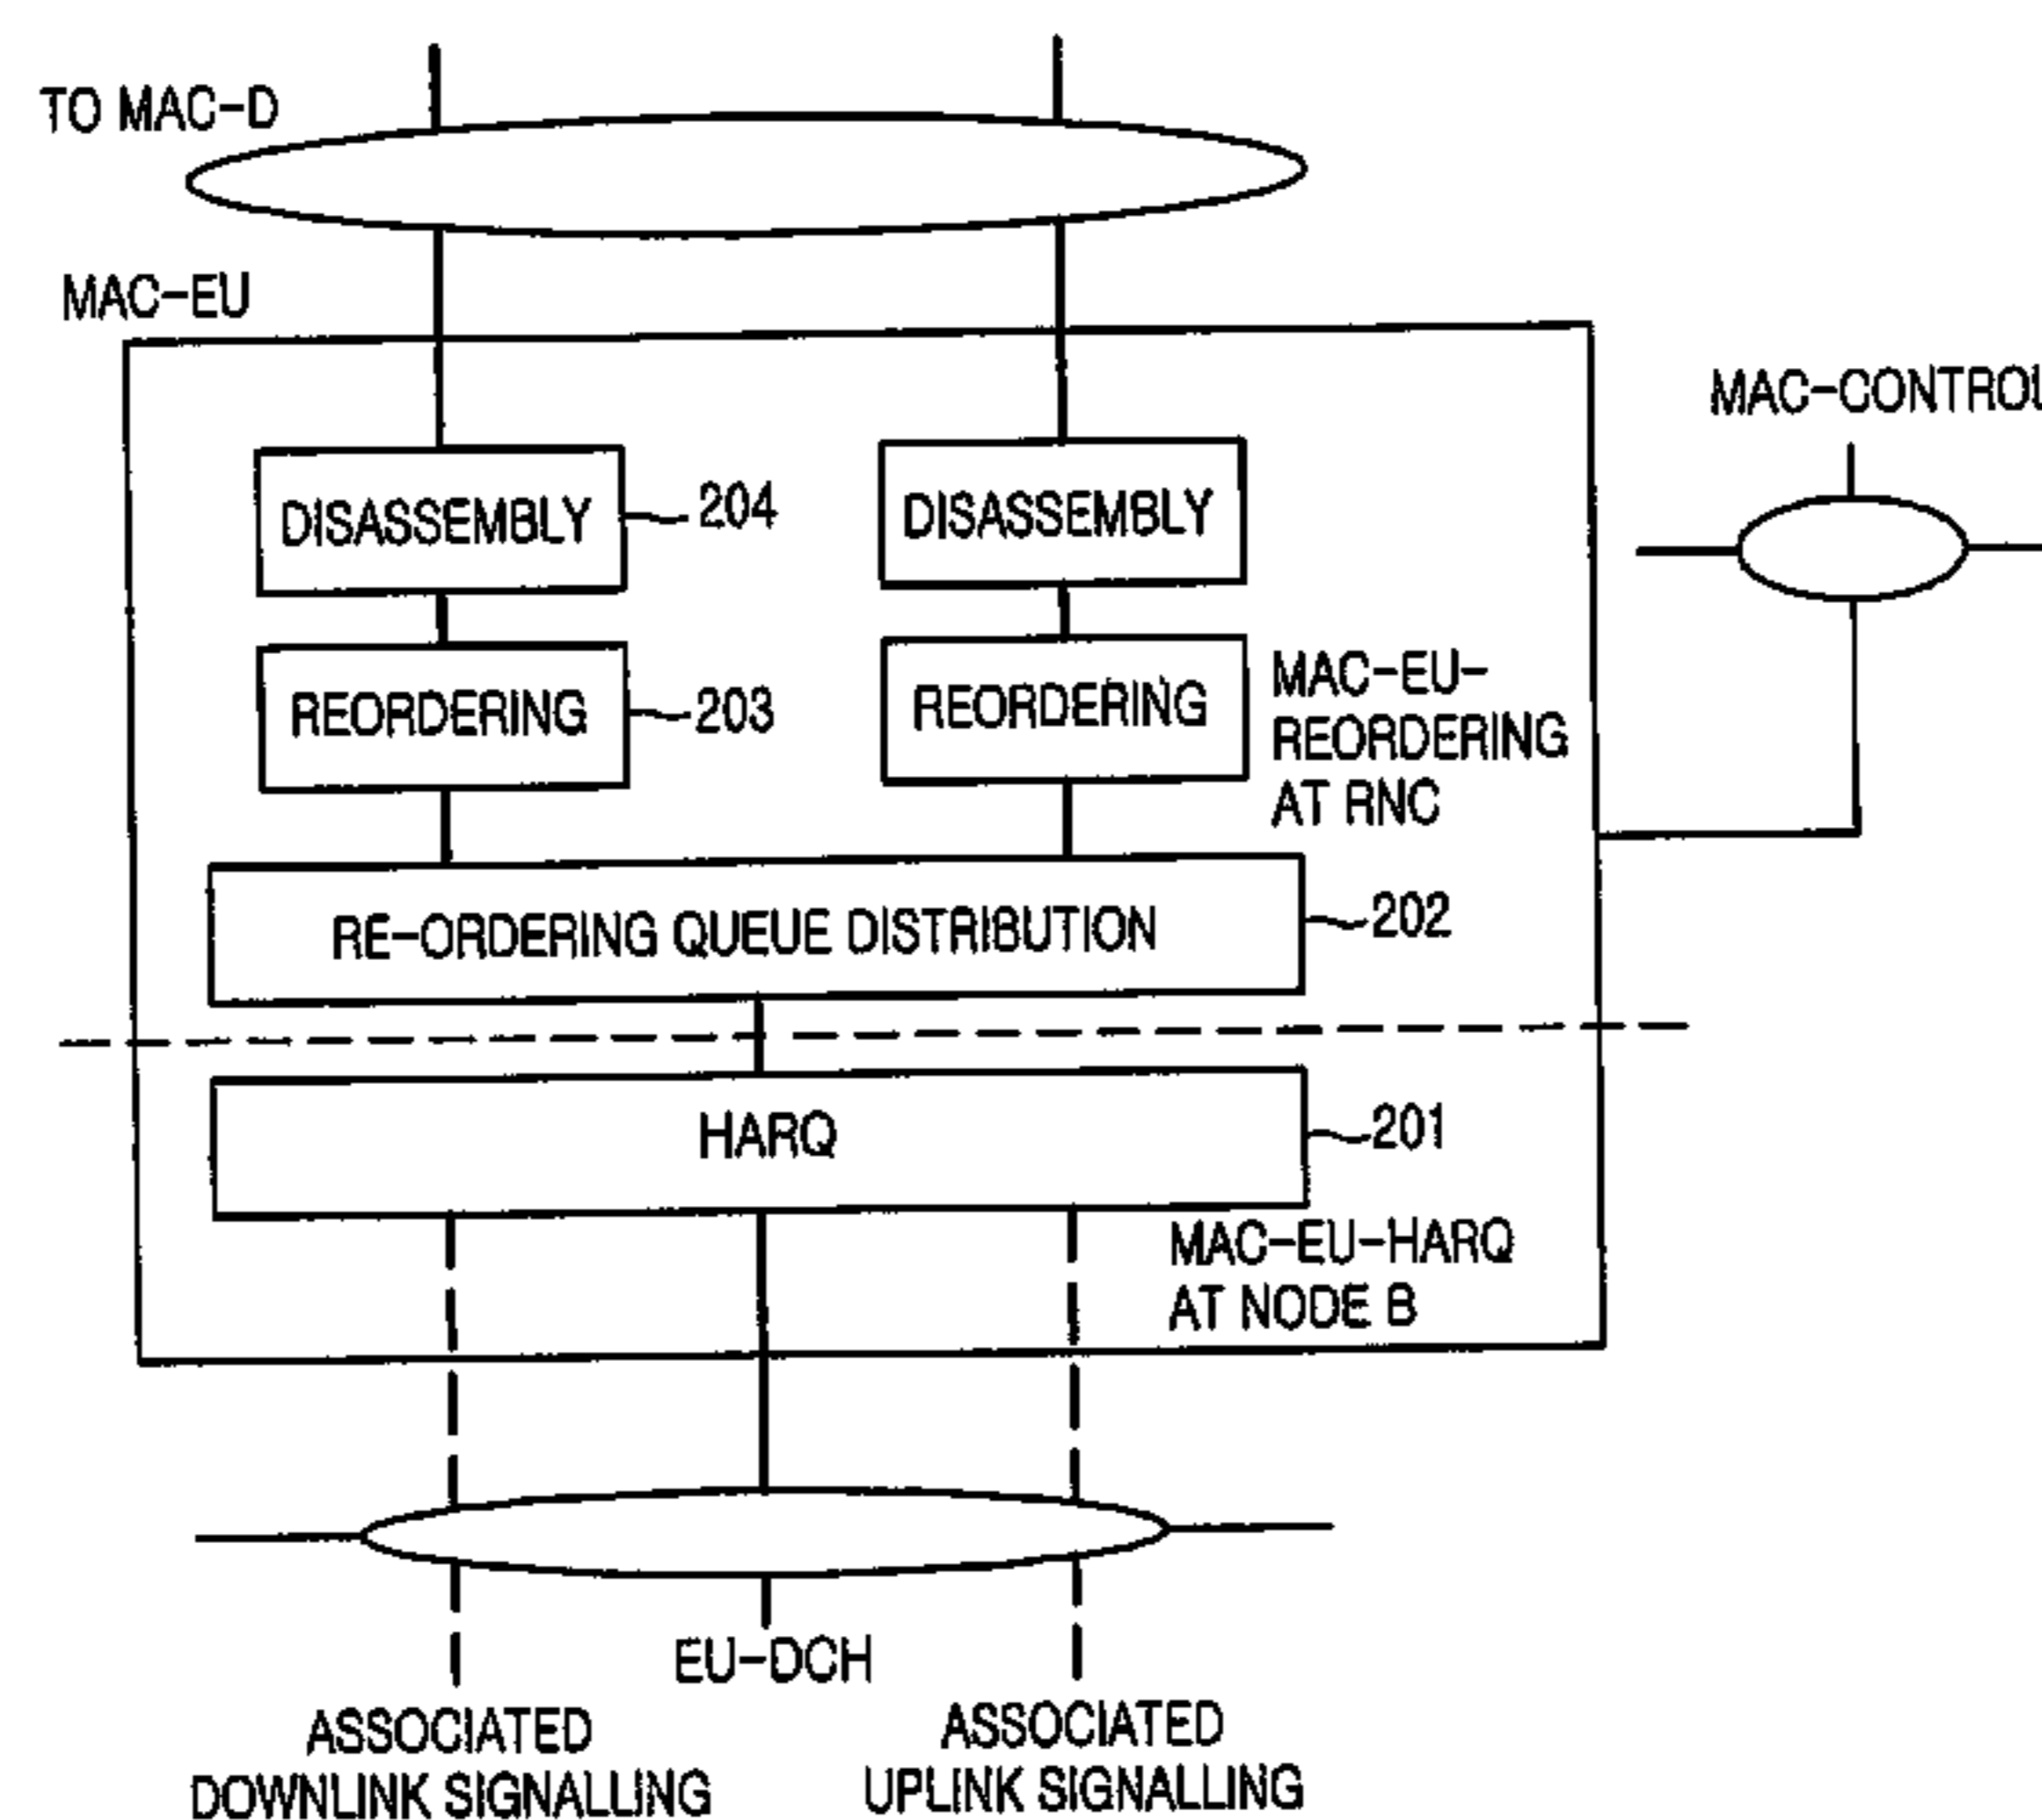 TO MAC-D
MAC-EU
MAC-CONTROL
DISASSEMBLY
204
DISASSEMBLY
REORDERING
203
REORDERING
MAC-EU-
REORDERING
AT RNC
RE-ORDERING QUEUE DISTRIBUTION
202
HARQ
201
MAC-EU-HARQ
AT NODE B
EU-DCH
ASSOCIATED
DOWNLINK SIGNALLING
ASSOCIATED
UPLINK SIGNALLING